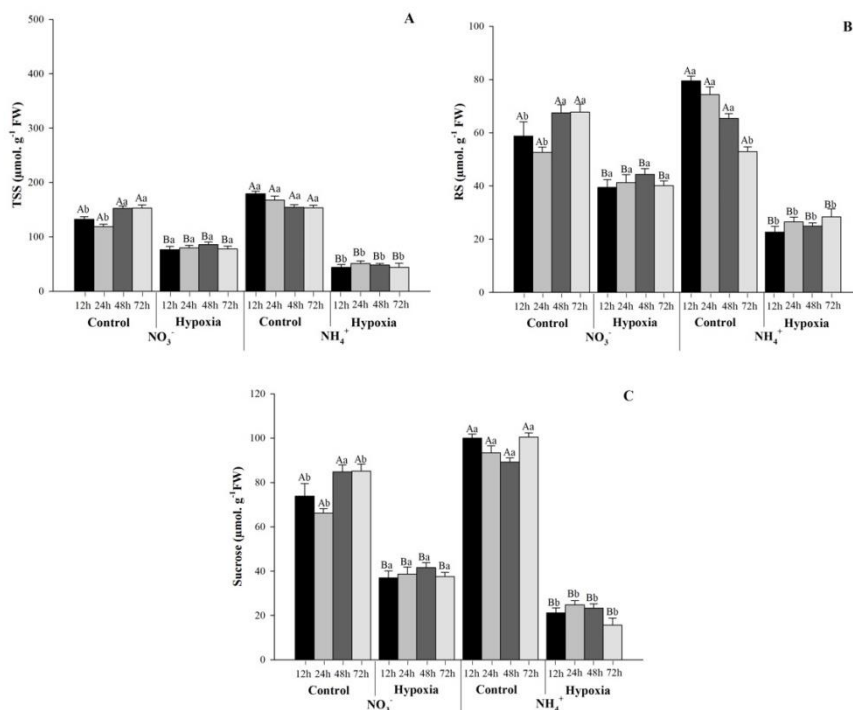 A
TSS (μmol. g⁻¹ FW)
500
400
300
200
100
0
Ab Ab Aa Aa Ba Ba Ba Ba Aa Aa Aa Aa Bb Bb Bb Bb
12h 24h 48h 72h 12h 24h 48h 72h 12h 24h 48h 72h 12h 24h 48h 72h
Control Hypoxia Control Hypoxia
NO₃⁻ NH₄⁺
B
RS (μmol. g⁻¹ FW)
100
80
60
40
20
0
Ab Ab Aa Aa Ba Ba Ba Ba Aa Aa Aa Ab Bb Bb Bb Bb
12h 24h 48h 72h 12h 24h 48h 72h 12h 24h 48h 72h 12h 24h 48h 72h
Control Hypoxia Control Hypoxia
NO₃⁻ NH₄⁺
C
Sucrose (μmol. g⁻¹FW)
120
100
80
60
40
20
0
Ab Ab Aa Ab Ba Ba Ba Ba Aa Aa Aa Aa Bb Bb Bb Bb
12h 24h 48h 72h 12h 24h 48h 72h 12h 24h 48h 72h 12h 24h 48h 72h
Control Hypoxia Control Hypoxia
NO₃⁻ NH₄⁺